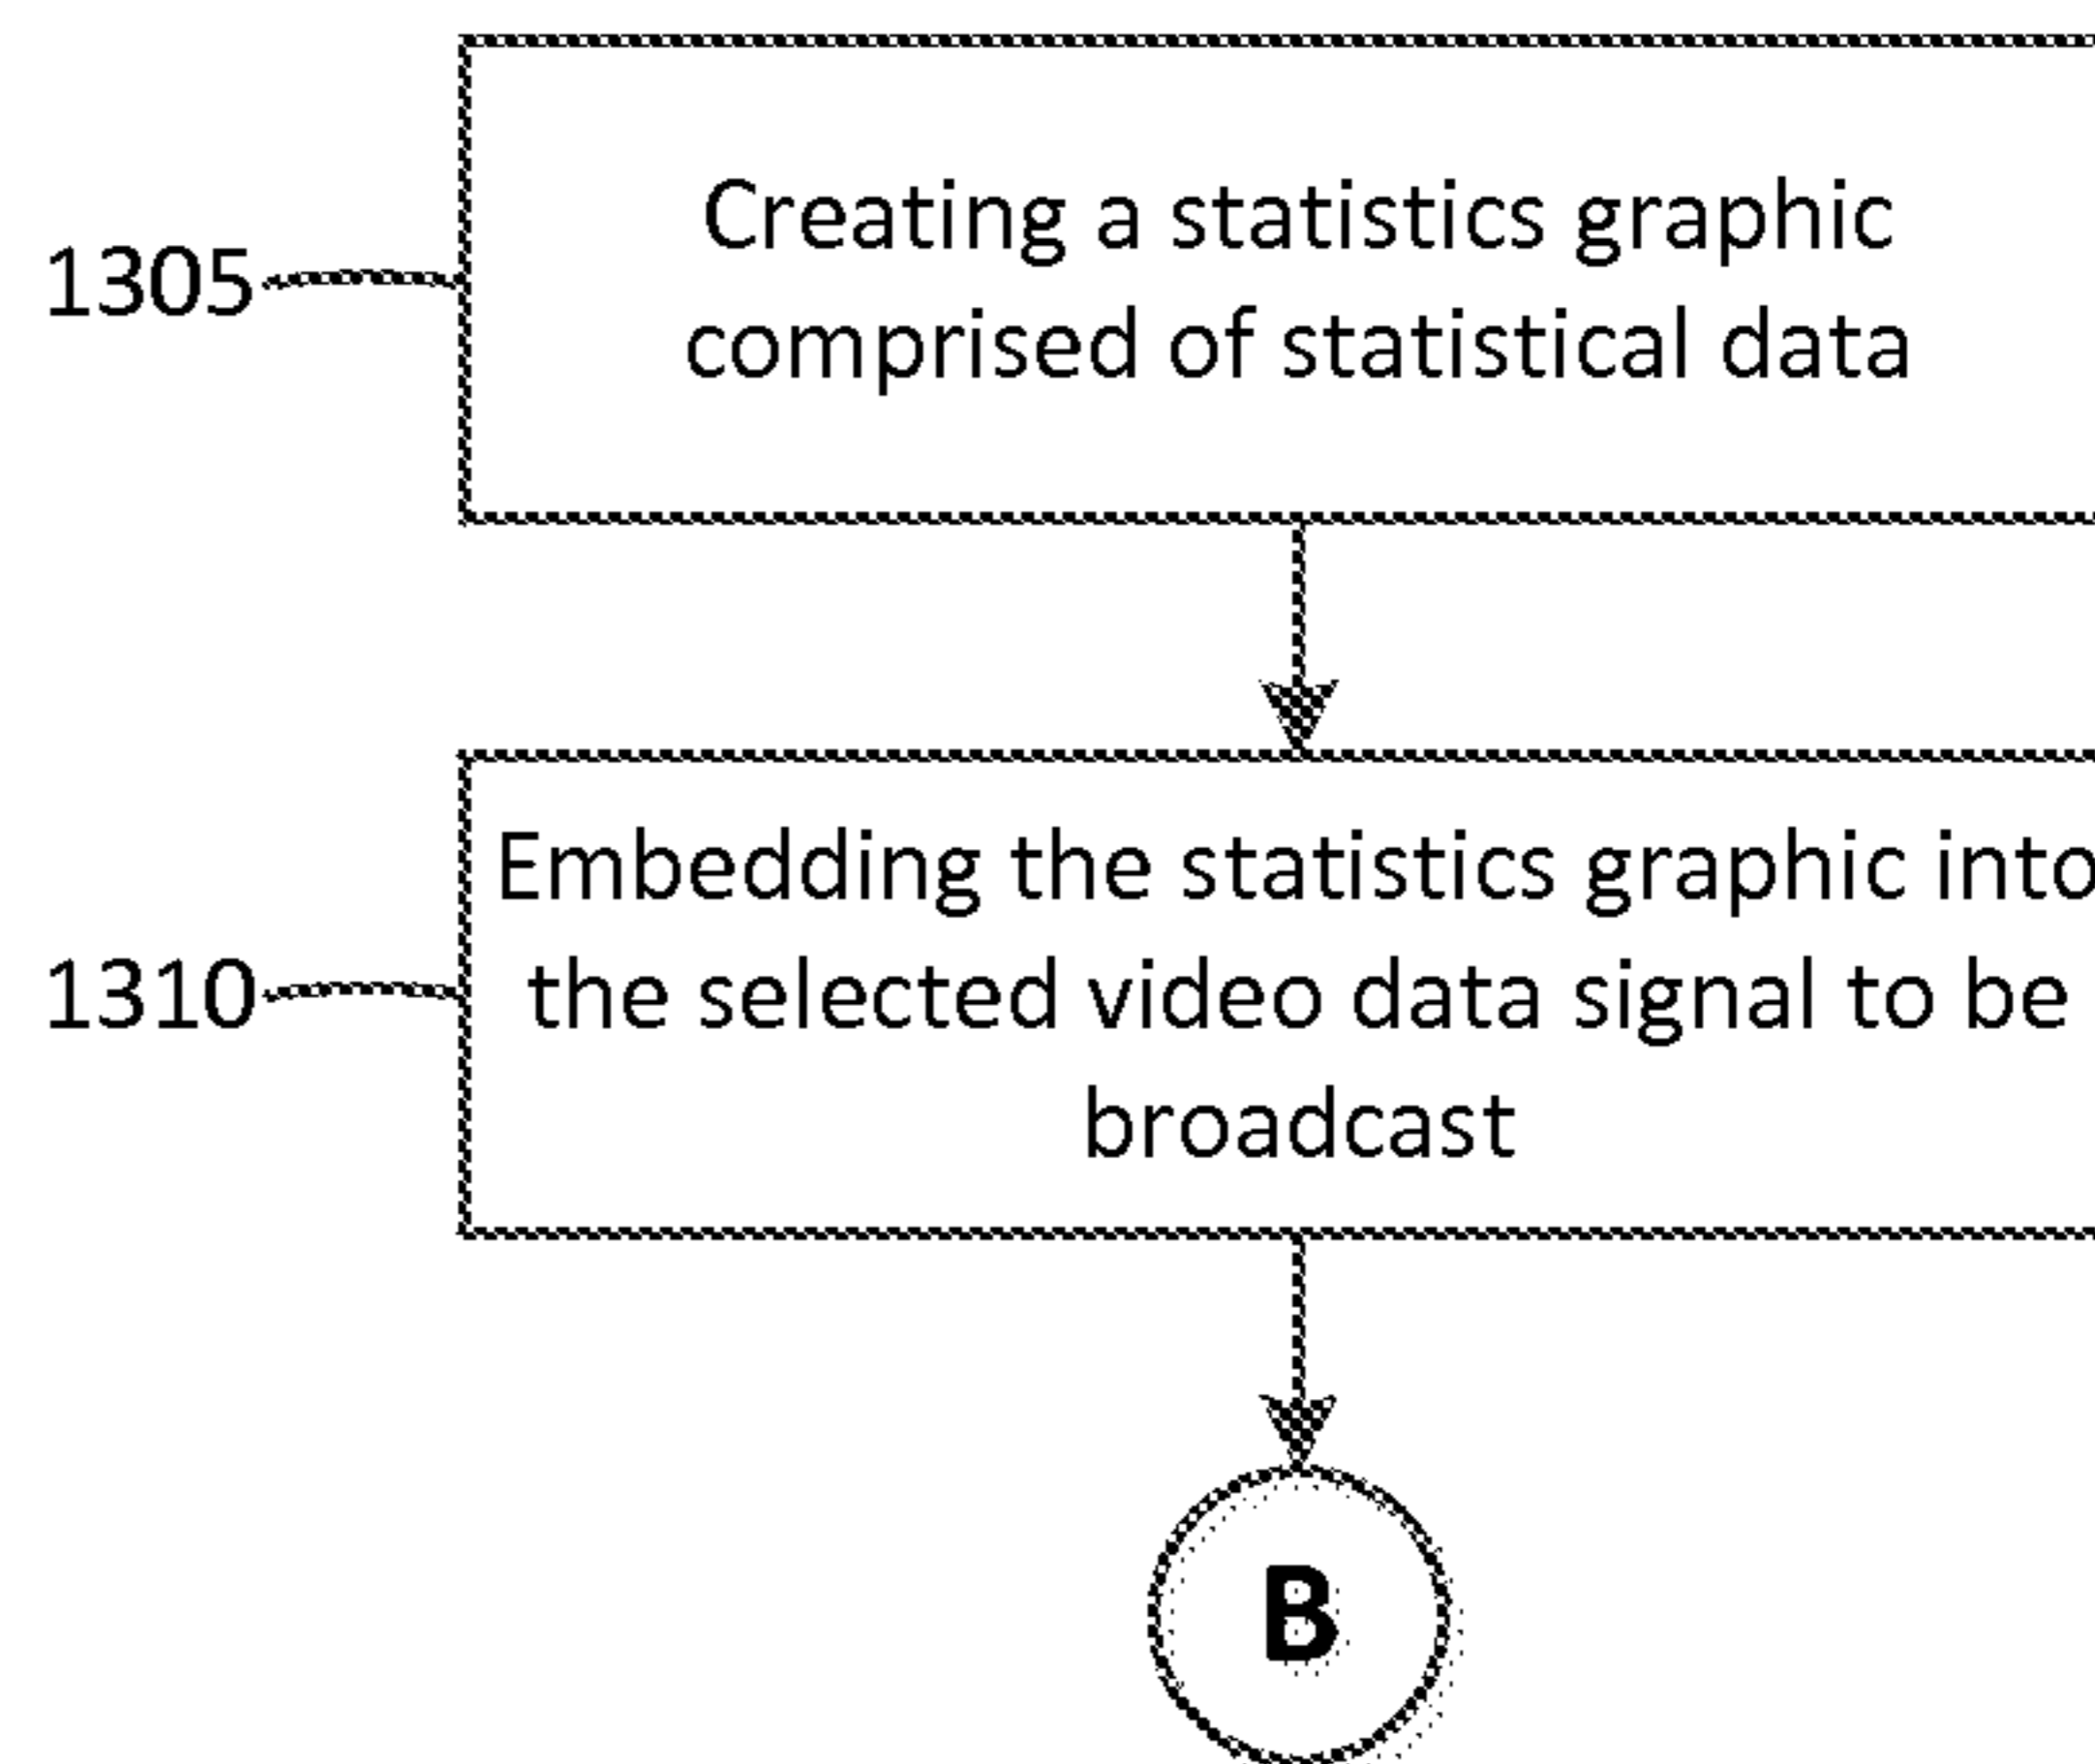 Creating a statistics graphic
1305
comprised of statistical data
Embedding the statistics graphic into
1310
the selected video data signal to be
broadcast
B